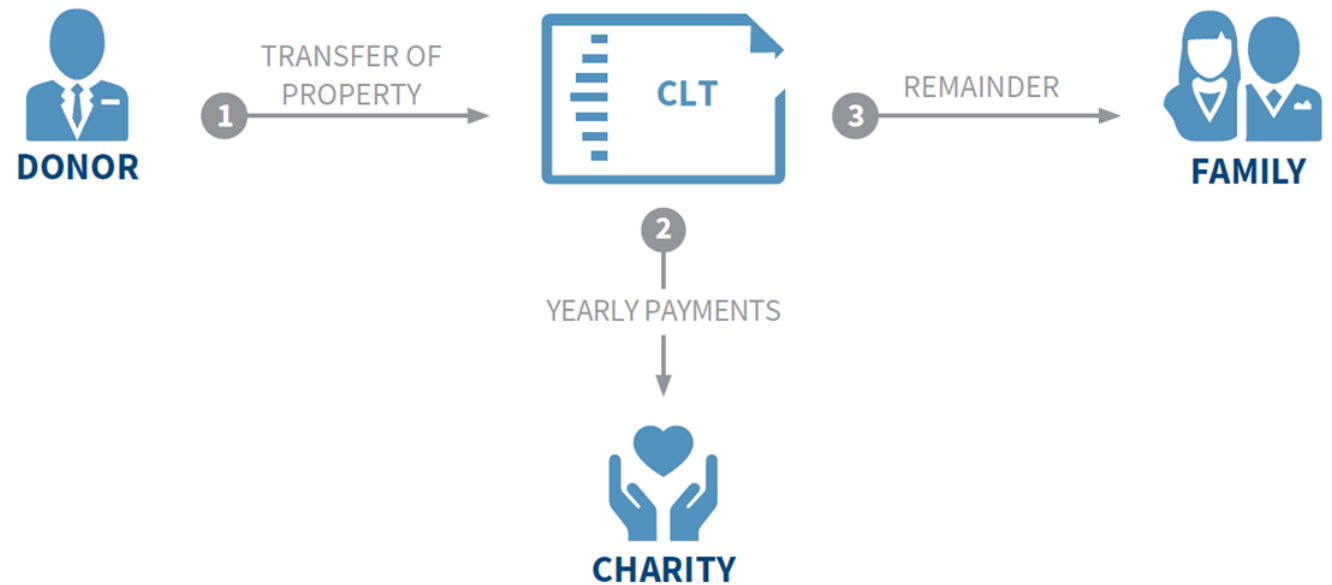 DONOR
1
TRANSFER OF
PROPERTY
CLT
3
REMAINDER
FAMILY
2
YEARLY PAYMENTS
CHARITY